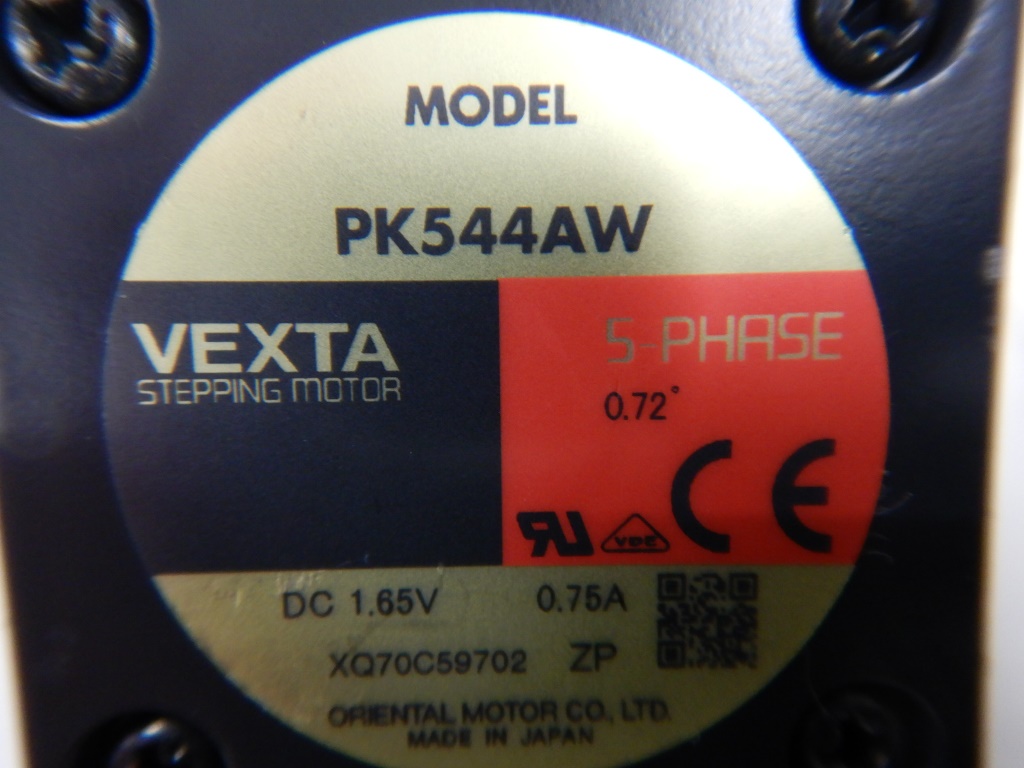 MODEL
PK544AW
VEXTA
STEPPING MOTOR
5-PHASE
0.72°
CE
VDE
DC 1.65V 0.75A
XQ70C59702 ZP
ORIENTAL MOTOR CO., LTD.
MADE IN JAPAN